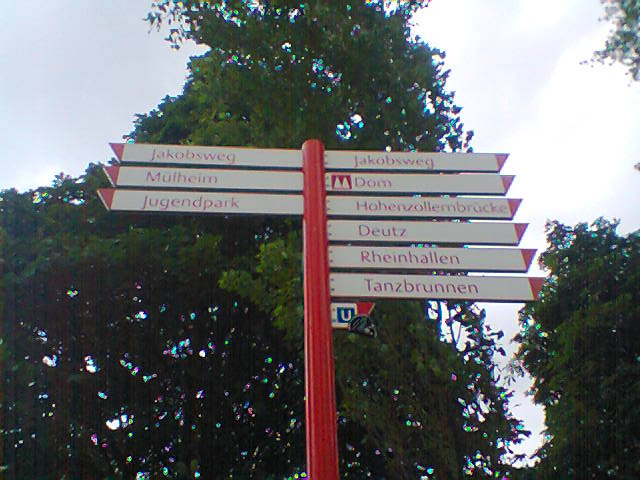 Jakobsweg
Mülheim
Jugendpark
Jakobsweg
Dom
Hohenzollernbrücke
Deutz
Rheinhallen
Tanzbrunnen
U